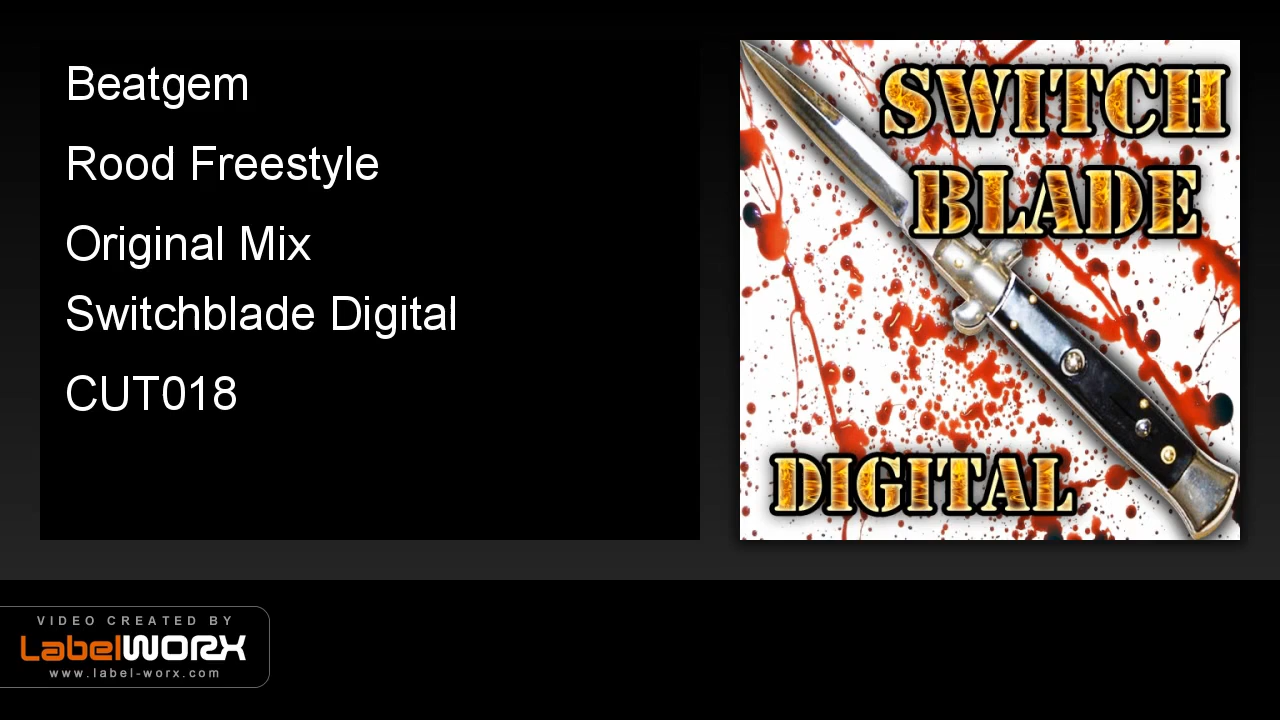 Beatgem
Rood Freestyle
Original Mix
Switchblade Digital
CUT018
SWITCH
BLADE
DIGITAL
VIDEO CREATED BY
LabelWORX
www.label-worx.com